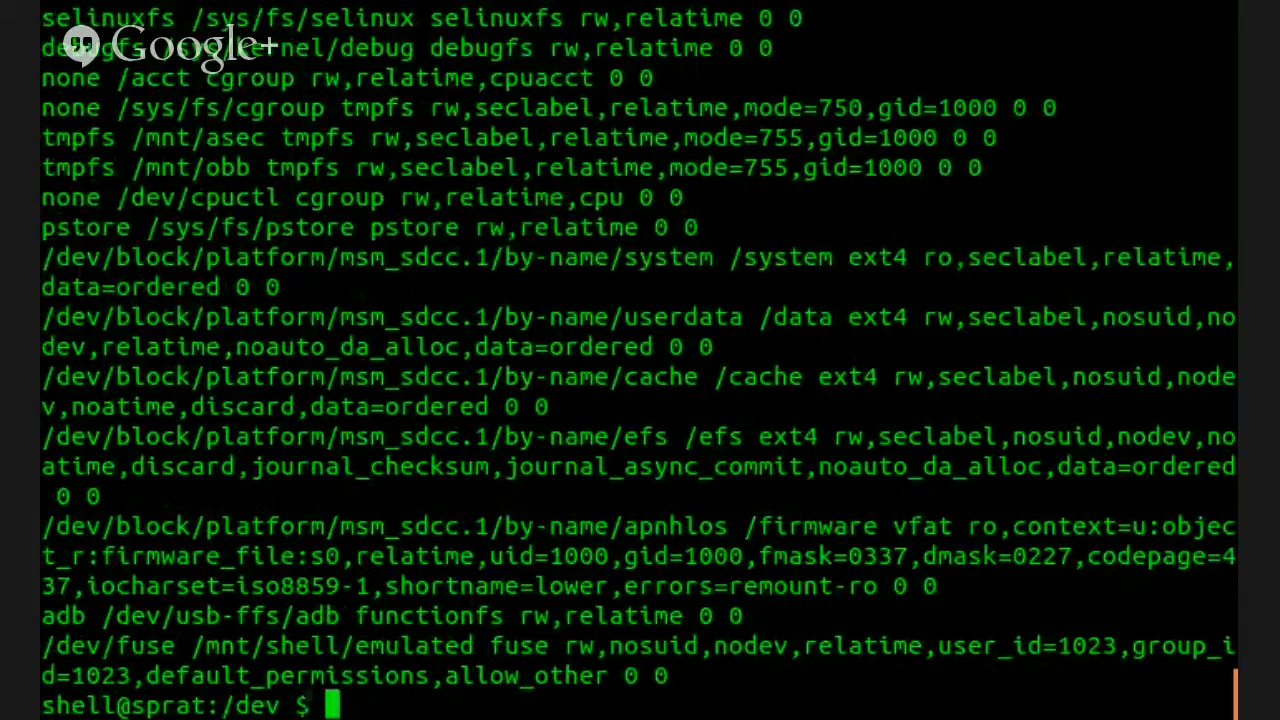 selinuxfs /sys/fs/selinux selinuxfs rw,relatime 0 0
debugfs /sys/kernel/debug debugfs rw,relatime 0 0
Google+
none /acct cgroup rw,relatime,cpuacct 0 0
none /sys/fs/cgroup tmpfs rw,seclabel,relatime,mode=750,gid=1000 0 0
tmpfs /mnt/asec tmpfs rw,seclabel,relatime,mode=755,gid=1000 0 0
tmpfs /mnt/obb tmpfs rw,seclabel,relatime,mode=755,gid=1000 0 0
none /dev/cpuctl cgroup rw,relatime,cpu 0 0
pstore /sys/fs/pstore pstore rw,relatime 0 0
/dev/block/platform/msm_sdcc.1/by-name/system /system ext4 ro,seclabel,relatime,
data=ordered 0 0
/dev/block/platform/msm_sdcc.1/by-name/userdata /data ext4 rw,seclabel,nosuid,no
dev,relatime,noauto_da_alloc,data=ordered 0 0
/dev/block/platform/msm_sdcc.1/by-name/cache /cache ext4 rw,seclabel,nosuid,node
v,noatime,discard,data=ordered 0 0
/dev/block/platform/msm_sdcc.1/by-name/efs /efs ext4 rw,seclabel,nosuid,nodev,no
atime,discard,journal_checksum,journal_async_commit,noauto_da_alloc,data=ordered
0 0
/dev/block/platform/msm_sdcc.1/by-name/apnhlos /firmware vfat ro,context=u:objec
t_r:firmware_file:s0,relatime,uid=1000,gid=1000,fmask=0337,dmask=0227,codepage=4
37,iocharset=iso8859-1,shortname=lower,errors=remount-ro 0 0
adb /dev/usb-ffs/adb functionfs rw,relatime 0 0
/dev/fuse /mnt/shell/emulated fuse rw,nosuid,nodev,relatime,user_id=1023,group_i
d=1023,default_permissions,allow_other 0 0
shell@sprat:/dev $